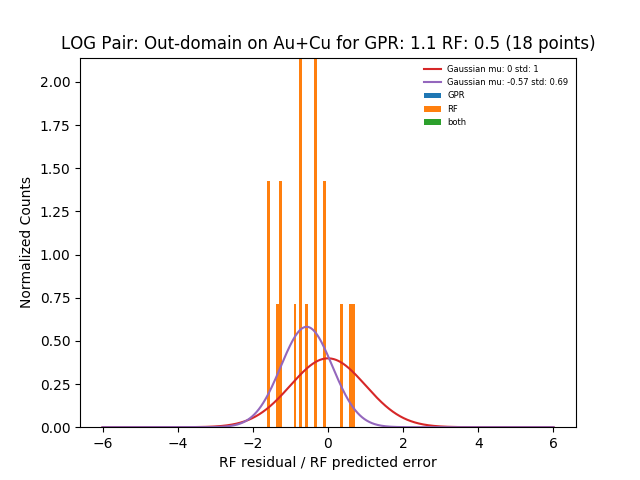 LOG Pair: Out-domain on Au+Cu for GPR: 1.1 RF: 0.5 (18 points)
Gaussian mu: 0 std: 1
Gaussian mu: -0.57 std: 0.69
GPR
RF
both
Normalized Counts
2.00
1.75
1.50
1.25
1.00
0.75
0.50
0.25
0.00
−6
−4
−2
0
2
4
6
RF residual / RF predicted error